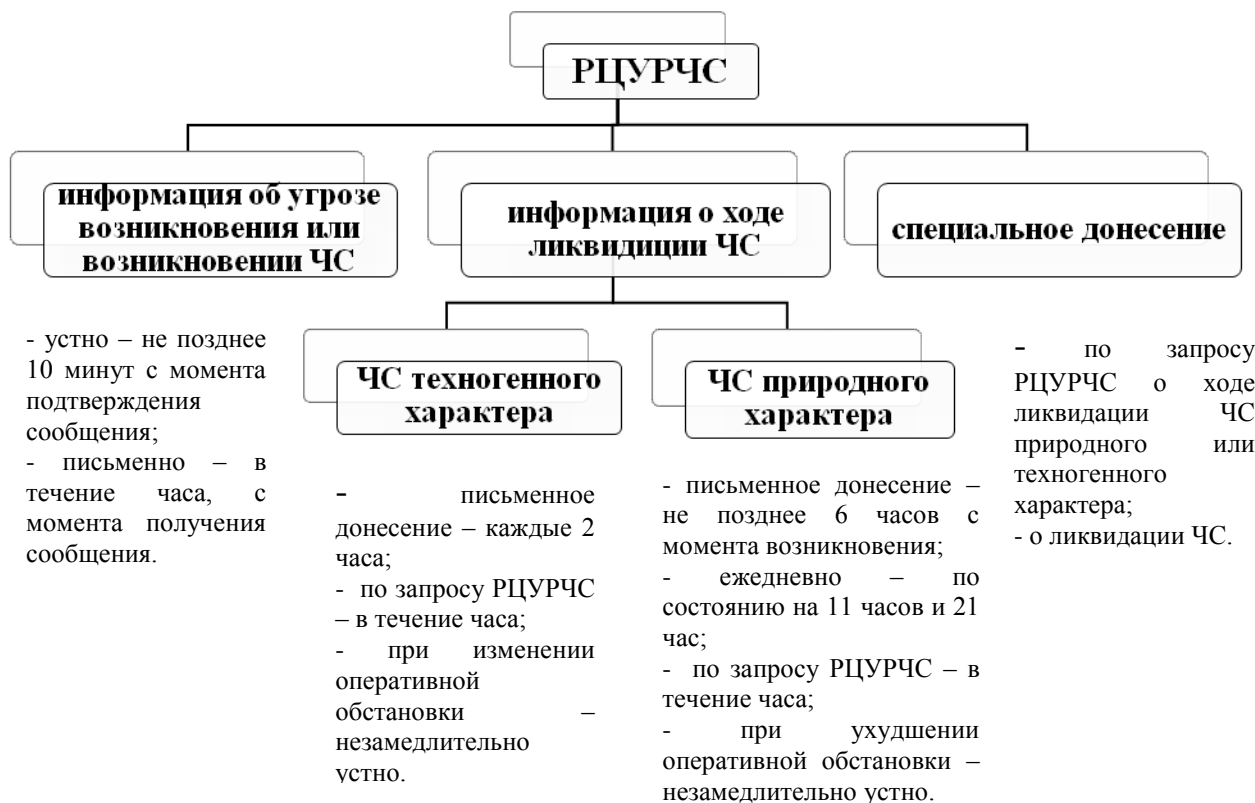 РЦУРЧС
информация об угрозе
возникновения или
возникновении ЧС
информация о ходе
ликвидиции ЧС
специальное донесение
- устно – не позднее
10 минут с момента
подтверждения
сообщения;
- письменно – в
течение часа, с
момента получения
сообщения.
ЧС техногенного
характера
- письменное
донесение – каждые 2
часа;
- по запросу РЦУРЧС
– в течение часа;
- при изменении
оперативной
обстановки –
незамедлительно
устно.
ЧС природного
характера
- письменное донесение –
не позднее 6 часов с
момента возникновения;
- ежедневно – по
состоянию на 11 часов и 21
час;
- по запросу РЦУРЧС – в
течение часа;
- при ухудшении
оперативной обстановки –
незамедлительно устно.
- по запросу
РЦУРЧС о ходе
ликвидации ЧС
природного или
техногенного
характера;
- о ликвидации ЧС.